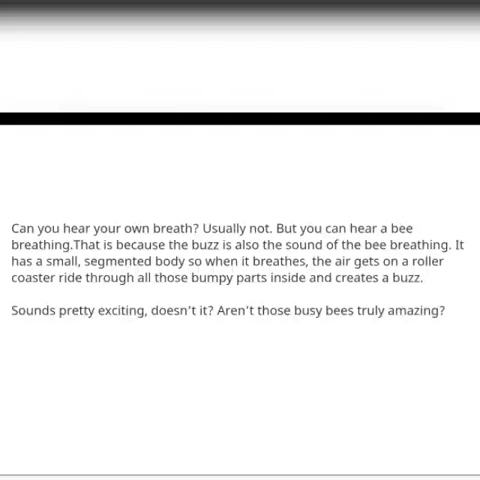 Can you hear your own breath? Usually not. But you can hear a bee
breathing.That is because the buzz is also the sound of the bee breathing. It
has a small, segmented body so when it breathes, the air gets on a roller
coaster ride through all those bumpy parts inside and creates a buzz.
Sounds pretty exciting, doesn't it? Aren't those busy bees truly amazing?